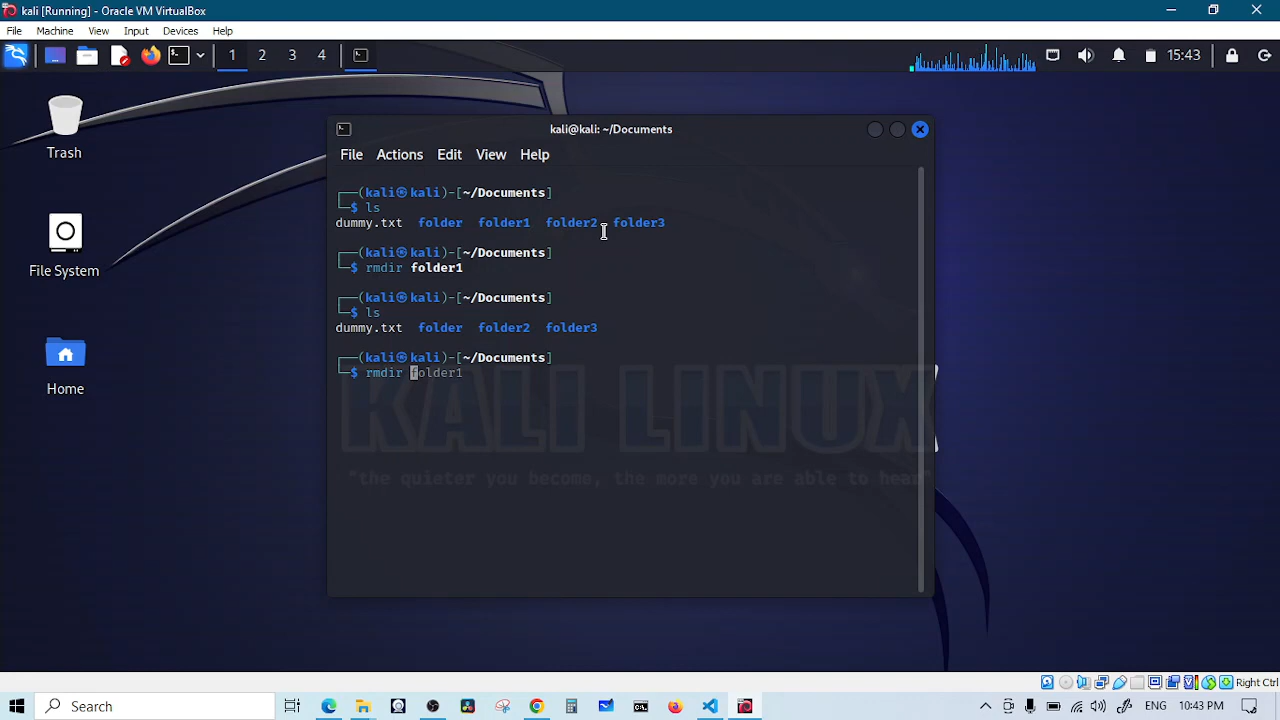 kali [Running] - Oracle VM VirtualBox
File Machine View Input Devices Help
1 2 3 4 15:43
Trash
File System
Home
kali@kali: ~/Documents
File Actions Edit View Help
┌──(kali㉿kali)-[~/Documents]
└─$ ls
dummy.txt folder folder1 folder2 folder3
┌──(kali㉿kali)-[~/Documents]
└─$ rmdir folder1
┌──(kali㉿kali)-[~/Documents]
└─$ ls
dummy.txt folder folder2 folder3
┌──(kali㉿kali)-[~/Documents]
└─$ rmdir folder1
KALI LINUX
"the quieter you become, the more you are able to hear"
Right Ctrl
Search
ENG 10:43 PM